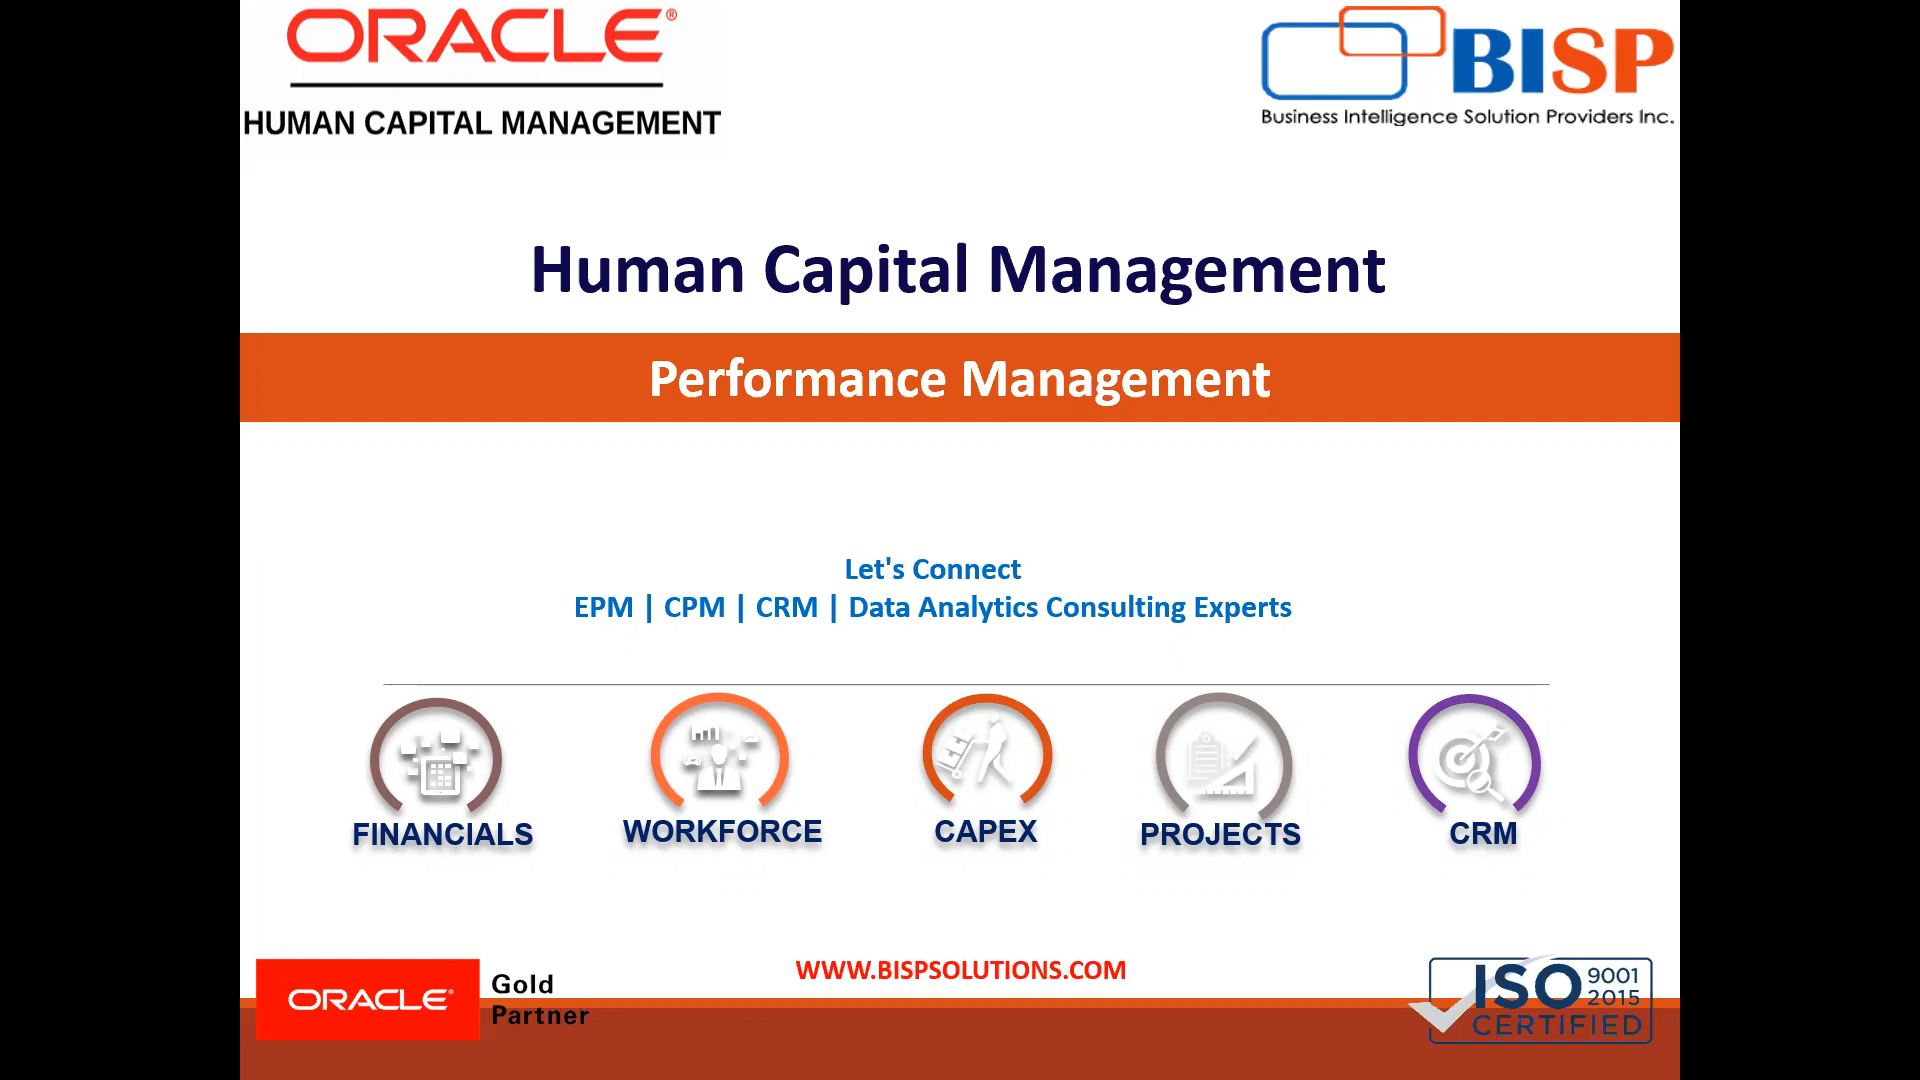 ORACLE®
HUMAN CAPITAL MANAGEMENT
BISP
Business Intelligence Solution Providers Inc.
Human Capital Management
Performance Management
Let's Connect
EPM | CPM | CRM | Data Analytics Consulting Experts
FINANCIALS
WORKFORCE
CAPEX
PROJECTS
CRM
ORACLE®
Gold
Partner
WWW.BISPSOLUTIONS.COM
ISO 9001
2015
CERTIFIED